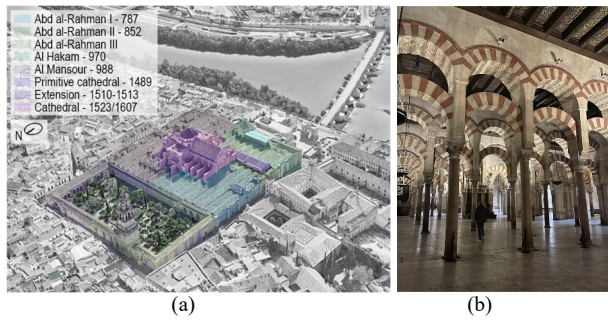 Abd al-Rahman I - 787
Abd al-Rahman II - 852
Abd al-Rahman III
Al Hakam - 970
Al Mansour - 988
Primitive cathedral - 1489
Extension - 1510-1513
Cathedral - 1523/1607
N
(a)
(b)